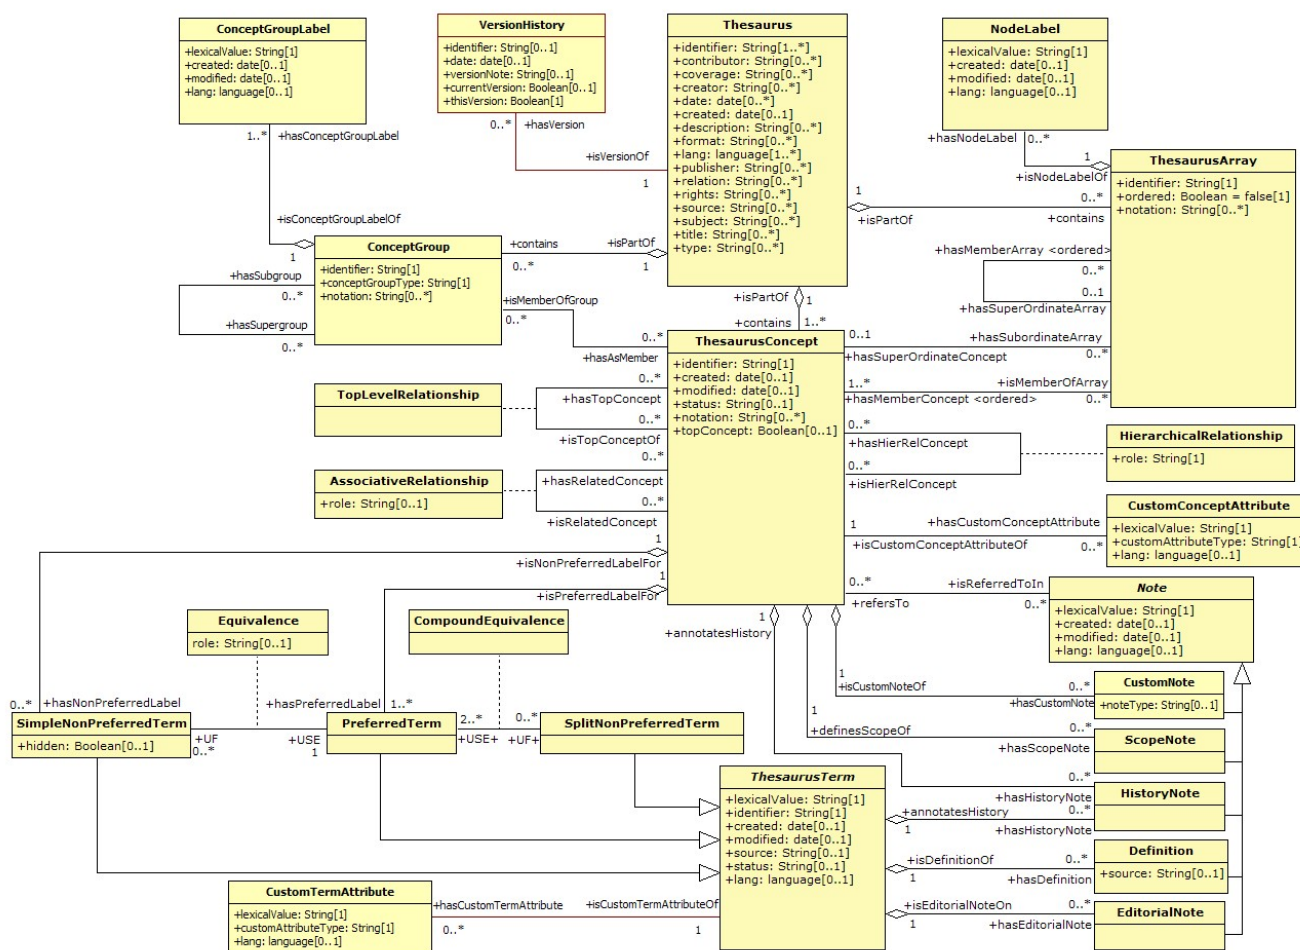 ConceptGroupLabel
+lexicalValue: String[1]
+created: date[0..1]
+modified: date[0..1]
+lang: language[0..1]
VersionHistory
+identifier: String[0..1]
+date: date[0..1]
+versionNote: String[0..1]
+currentVersion: Boolean[0..1]
+thisVersion: Boolean[1]
Thesaurus
+identifier: String[1..*]
+contributor: String[0..*]
+coverage: String[0..*]
+creator: String[0..*]
+date: date[0..*]
+created: date[0..1]
+description: String[0..*]
+format: String[0..*]
+lang: language[1..*]
+publisher: String[0..*]
+relation: String[0..*]
+rights: String[0..*]
+source: String[0..*]
+subject: String[0..*]
+title: String[0..*]
+type: String[0..*]
NodeLabel
+lexicalValue: String[1]
+created: date[0..1]
+modified: date[0..1]
+lang: language[0..1]
1..*
+hasConceptGroupLabel
0..*
+hasVersion
+isVersionOf
1
+hasNodeLabel
0..*
1
+isNodeLabelOf
ThesaurusArray
+identifier: String[1]
+ordered: Boolean = false[1]
+notation: String[0..*]
1
+isPartOf
0..*
+contains
+isConceptGroupLabelOf
1
ConceptGroup
+identifier: String[1]
+conceptGroupType: String[1]
+notation: String[0..*]
+contains
0..*
+isPartOf
1
+hasSubgroup
0..*
+hasSupergroup
0..*
+isMemberOfGroup
0..*
0..*
+hasAsMember
+hasMemberArray <ordered>
0..*
0..1
+hasSuperOrdinateArray
+isPartOf
1
+contains
1..*
ThesaurusConcept
+identifier: String[1]
+created: date[0..1]
+modified: date[0..1]
+status: String[0..1]
+notation: String[0..*]
+topConcept: Boolean[0..1]
0..1
+hasSubordinateArray
+hasSuperOrdinateConcept
0..*
1..*
+isMemberOfArray
+hasMemberConcept <ordered>
0..*
TopLevelRelationship
0..*
+hasTopConcept
0..*
+isTopConceptOf
0..*
+hasHierRelConcept
0..*
+isHierRelConcept
HierarchicalRelationship
+role: String[1]
AssociativeRelationship
+role: String[0..1]
0..*
+hasRelatedConcept
0..*
+isRelatedConcept
1
+hasCustomConceptAttribute
+isCustomConceptAttributeOf
0..*
CustomConceptAttribute
+lexicalValue: String[1]
+customAttributeType: String[1]
+lang: language[0..1]
1
+isNonPreferredLabelFor
1
+isPreferredLabelFor
0..*
+isReferredToIn
+refersTo
0..*
Note
+lexicalValue: String[1]
+created: date[0..1]
+modified: date[0..1]
+lang: language[0..1]
Equivalence
role: String[0..1]
CompoundEquivalence
1
+annotatesHistory
1
+isCustomNoteOf
0..*
+hasCustomNote
CustomNote
+noteType: String[0..1]
+hasNonPreferredLabel
0..*
+hasPreferredLabel
1..*
SimpleNonPreferredTerm
+hidden: Boolean[0..1]
+UF
0..*
+USE
1
PreferredTerm
2..*
+USE+
0..*
+UF+
SplitNonPreferredTerm
1
+definesScopeOf
0..*
+hasScopeNote
ScopeNote
0..*
+hasHistoryNote
HistoryNote
ThesaurusTerm
+lexicalValue: String[1]
+identifier: String[1]
+created: date[0..1]
+modified: date[0..1]
+source: String[0..1]
+status: String[0..1]
+lang: language[0..1]
+annotatesHistory
1
0..*
+hasHistoryNote
+isDefinitionOf
1
0..*
+hasDefinition
Definition
+source: String[0..1]
+isEditorialNoteOn
1
0..*
+hasEditorialNote
EditorialNote
CustomTermAttribute
+lexicalValue: String[1]
+customAttributeType: String[1]
+lang: language[0..1]
+hasCustomTermAttribute
0..*
+isCustomTermAttributeOf
1